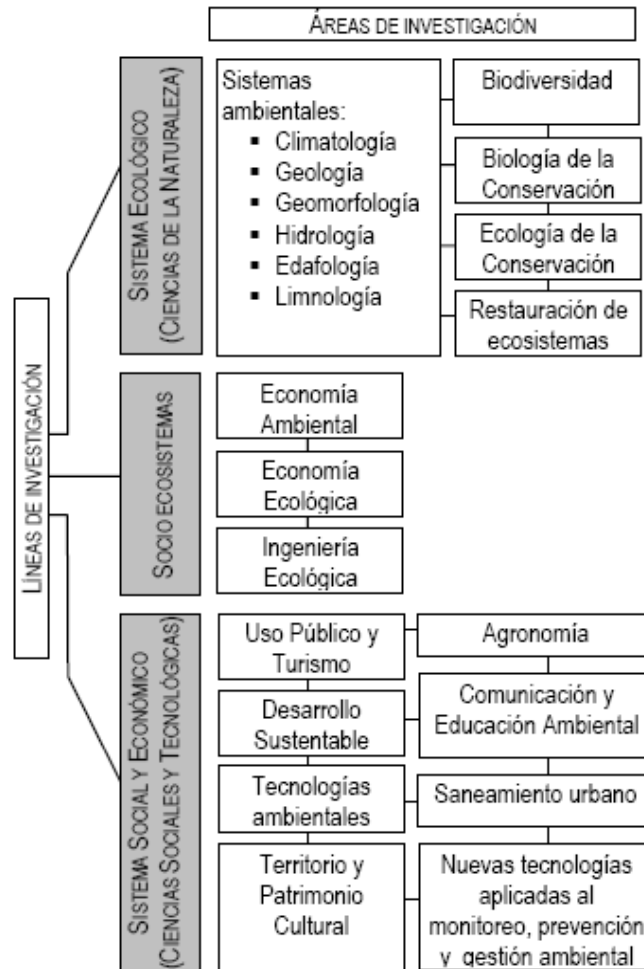 ÁREAS DE INVESTIGACIÓN
LÍNEAS DE INVESTIGACIÓN
SISTEMA ECOLÓGICO
(CIENCIAS DE LA NATURALEZA)
Sistemas
ambientales:
▪ Climatología
▪ Geología
▪ Geomorfología
▪ Hidrología
▪ Edafología
▪ Limnología
Biodiversidad
Biología de la
Conservación
Ecología de la
Conservación
Restauración de
ecosistemas
SOCIO ECOSISTEMAS
Economía
Ambiental
Economía
Ecológica
Ingeniería
Ecológica
SISTEMA SOCIAL Y ECONÓMICO
(CIENCIAS SOCIALES Y TECNOLÓGICAS)
Uso Público y
Turismo
Agronomía
Desarrollo
Sustentable
Comunicación y
Educación Ambiental
Tecnologías
ambientales
Saneamiento urbano
Territorio y
Patrimonio
Cultural
Nuevas tecnologías
aplicadas al
monitoreo, prevención
y gestión ambiental